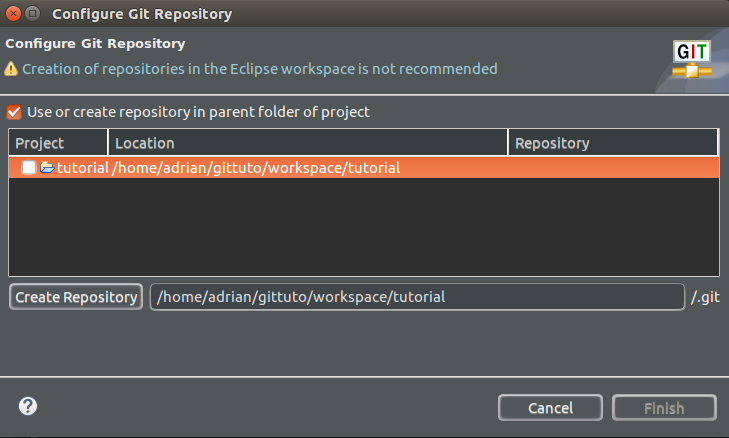 Configure Git Repository
Configure Git Repository
Creation of repositories in the Eclipse workspace is not recommended
GIT
Use or create repository in parent folder of project
Project Location Repository
tutorial /home/adrian/gittuto/workspace/tutorial
Create Repository /home/adrian/gittuto/workspace/tutorial /.git
? Cancel Finish